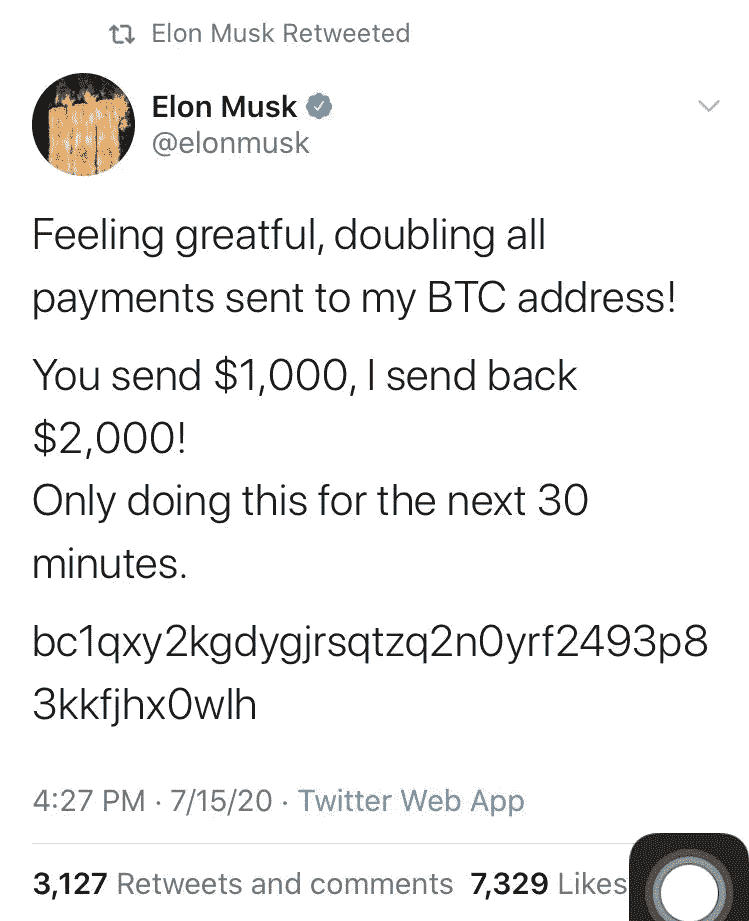 Elon Musk Retweeted
Elon Musk
@elonmusk
Feeling greatful, doubling all
payments sent to my BTC address!
You send $1,000, I send back
$2,000!
Only doing this for the next 30
minutes.
bc1qxy2kgdygjrsqtzq2n0yrf2493p8
3kkfjhx0wlh
4:27 PM · 7/15/20 · Twitter Web App
3,127 Retweets and comments 7,329 Likes